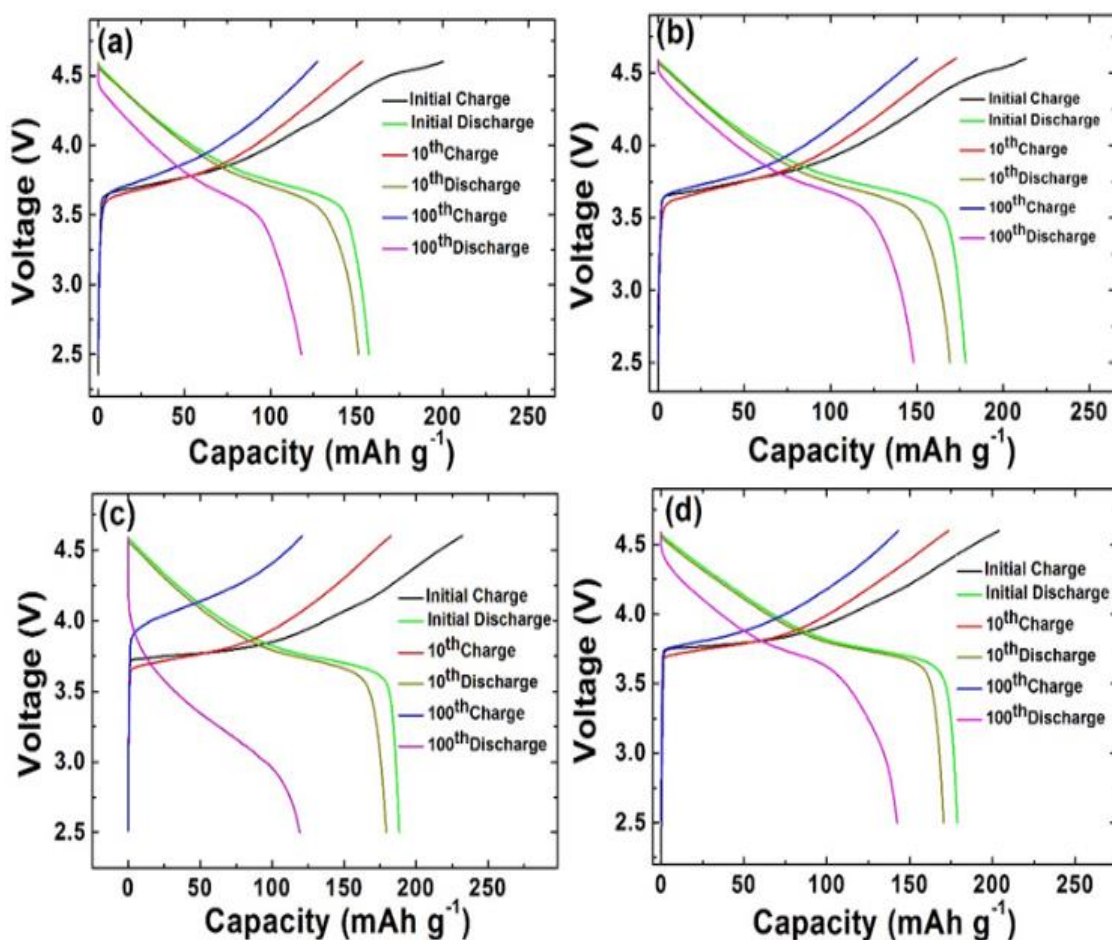 (a)
4.5
4.0
3.5
3.0
2.5
Voltage (V)
0 50 100 150 200 250
Capacity (mAh g⁻¹)
Initial Charge
Initial Discharge
10ᵗʰCharge
10ᵗʰDischarge
100ᵗʰCharge
100ᵗʰDischarge
(b)
4.5
4.0
3.5
3.0
2.5
Voltage (V)
0 50 100 150 200 250
Capacity (mAh g⁻¹)
Initial Charge
Initial Discharge
10ᵗʰCharge
10ᵗʰDischarge
100ᵗʰCharge
100ᵗʰDischarge
(c)
4.5
4.0
3.5
3.0
2.5
Voltage (V)
0 50 100 150 200 250
Capacity (mAh g⁻¹)
Initial Charge
Initial Discharge
10ᵗʰCharge
10ᵗʰDischarge
100ᵗʰCharge
100ᵗʰDischarge
(d)
4.5
4.0
3.5
3.0
2.5
Voltage (V)
0 50 100 150 200 250
Capacity (mAh g⁻¹)
Initial Charge
Initial Discharge
10ᵗʰCharge
10ᵗʰDischarge
100ᵗʰCharge
100ᵗʰDischarge